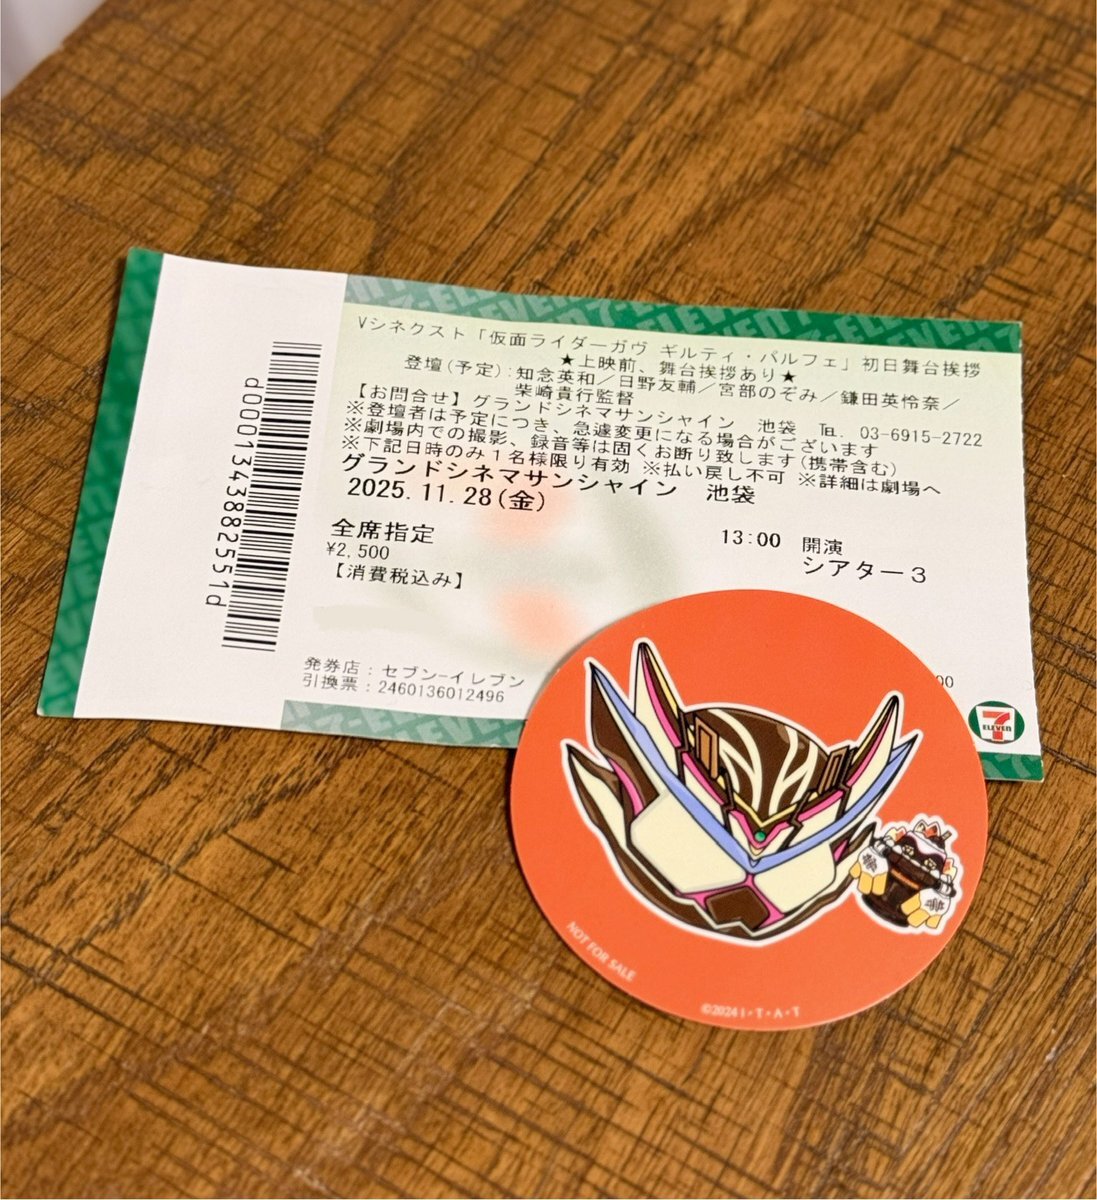 Vシネクスト「仮面ライダーガヴ ギルティ・パルフェ」初日舞台挨拶
★上映前、舞台挨拶あり★
登壇(予定):知念英和/日野友輔/宮部のぞみ/鎌田英怜奈/
柴﨑貴行監督
【お問合せ】グランドシネマサンシャイン 池袋 ℡. 03-6915-2722
※登壇者は予定につき、急遽変更になる場合がございます
※劇場内での撮影、録音等は固くお断り致します(携帯含む)
※下記日時のみ1名様限り有効 ※払い戻し不可 ※詳細は劇場へ
グランドシネマサンシャイン 池袋
2025.11.28(金)
全席指定
13:00 開演
¥2,500
シアター3
【消費税込み】
発券店:セブン-イレブン
引換票:2460136012496
d0001343882551d
7-ELEVEN
NOT FOR SALE
©2024 I・T・A・T